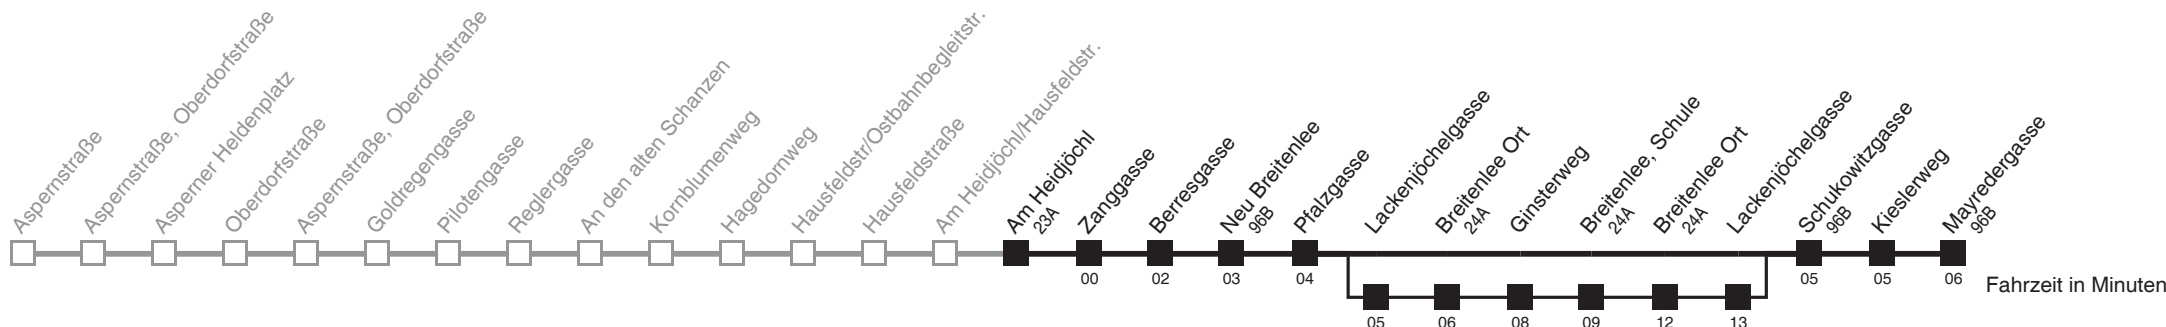 Aspernstraße
Aspernstraße, Oberdorfstraße
Asperner Heldenplatz
Oberdorfstraße
Aspernstraße, Oberdorfstraße
Goldregengasse
Pilotengasse
Reglergasse
An den alten Schanzen
Kornblumenweg
Hagedornweg
Hausfeldstr/Ostbahnbegleitstr.
Hausfeldstraße
Am Heidjöchl/Hausfeldstr.
Am Heidjöchl
23A
Zanggasse
Berresgasse
Neu Breitenlee
96B
Pfalzgasse
Lackenjöchelgasse
Breitenlee Ort
24A
Ginsterweg
Breitenlee, Schule
24A
Breitenlee Ort
24A
Lackenjöchelgasse
Schukowitzgasse
96B
Kieslerweg
Mayredergasse
96B
00 02 03 04 05 05 06
Fahrzeit in Minuten
05 06 08 09 12 13